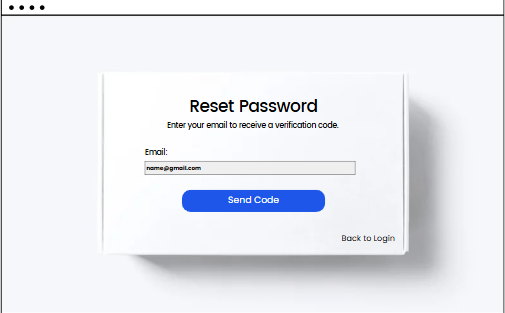 Reset Password
Enter your email to receive a verification code.
Email:
name@gmail.com
Send Code
Back to Login